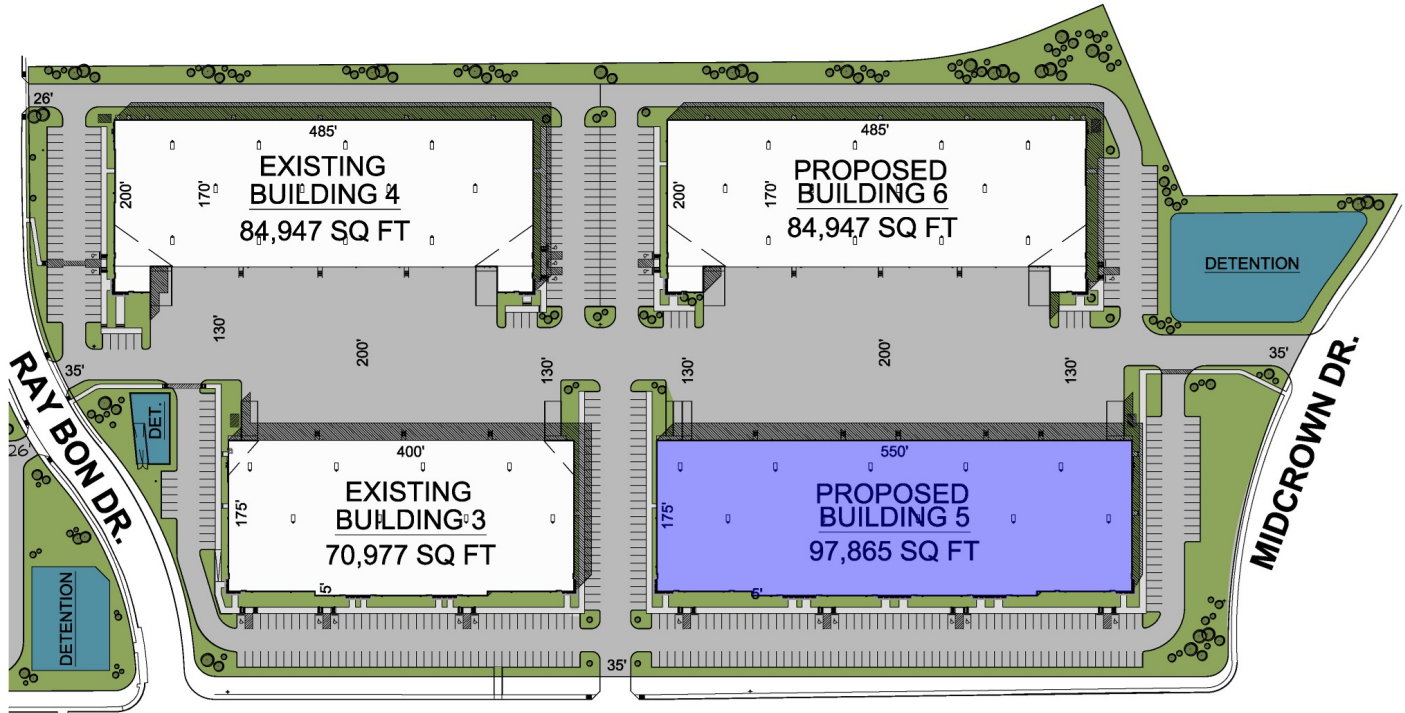 26'
485'
EXISTING
BUILDING 4
84,947 SQ FT
200'
170'
485'
PROPOSED
BUILDING 6
84,947 SQ FT
200'
170'
DETENTION
130'
200'
130'
130'
200'
130'
35'
35'
RAY BON DR.
MIDCROWN DR.
DET.
26'
400'
EXISTING
BUILDING 3
70,977 SQ FT
175'
5'
550'
PROPOSED
BUILDING 5
97,865 SQ FT
175'
DETENTION
35'